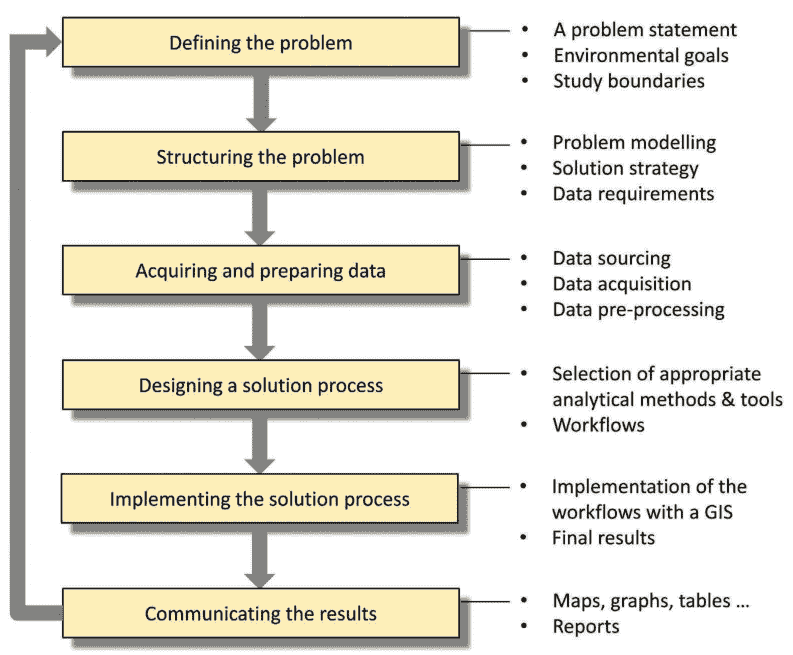 Defining the problem
• A problem statement
• Environmental goals
• Study boundaries
Structuring the problem
• Problem modelling
• Solution strategy
• Data requirements
Acquiring and preparing data
• Data sourcing
• Data acquisition
• Data pre-processing
Designing a solution process
• Selection of appropriate
analytical methods & tools
• Workflows
Implementing the solution process
• Implementation of the
workflows with a GIS
• Final results
Communicating the results
• Maps, graphs, tables ...
• Reports